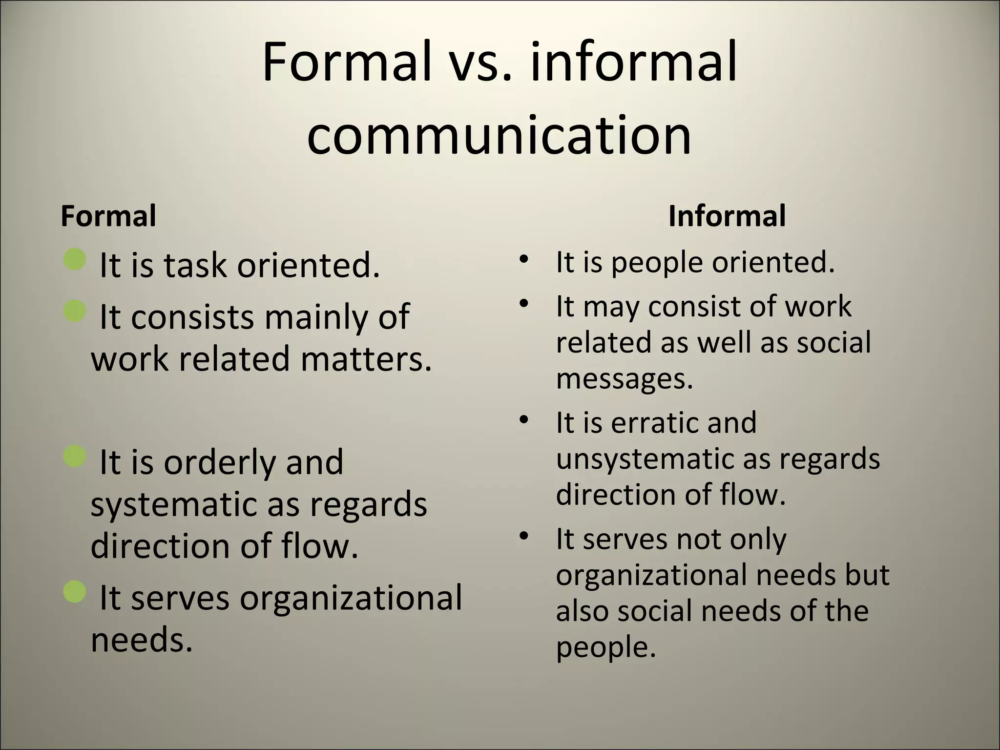 Formal vs. informal
communication
Formal
• It is task oriented.
• It consists mainly of
work related matters.
• It is orderly and
systematic as regards
direction of flow.
• It serves organizational
needs.
Informal
• It is people oriented.
• It may consist of work
related as well as social
messages.
• It is erratic and
unsystematic as regards
direction of flow.
• It serves not only
organizational needs but
also social needs of the
people.